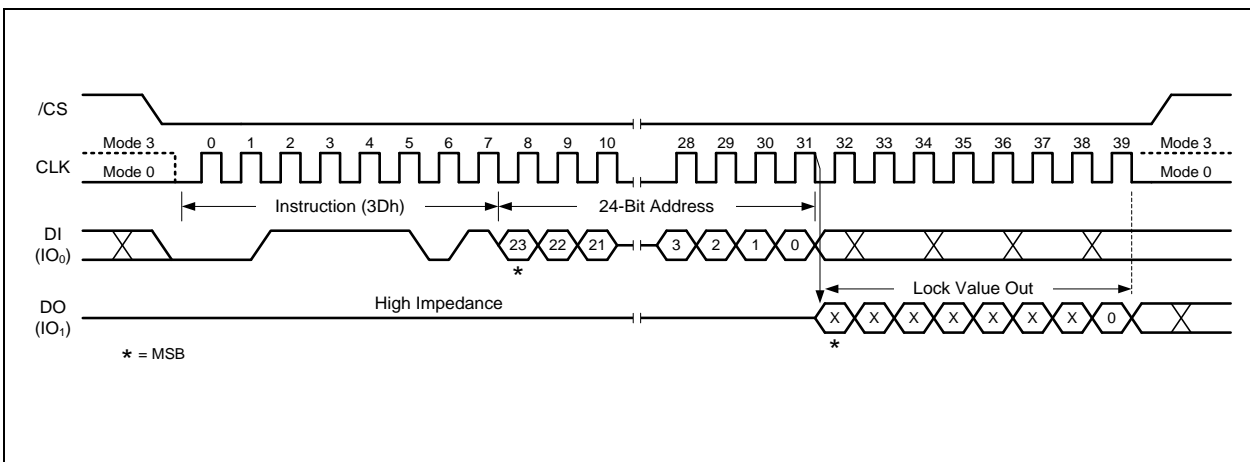 /CS
Mode 3 0 1 2 3 4 5 6 7 8 9 10 28 29 30 31 32 33 34 35 36 37 38 39 Mode 3
CLK
Mode 0 Mode 0
Instruction (3Dh) 24-Bit Address
DI
(IO₀)
23 22 21 3 2 1 0
*
Lock Value Out
High Impedance
DO
(IO₁)
X X X X X X X 0
*
* = MSB